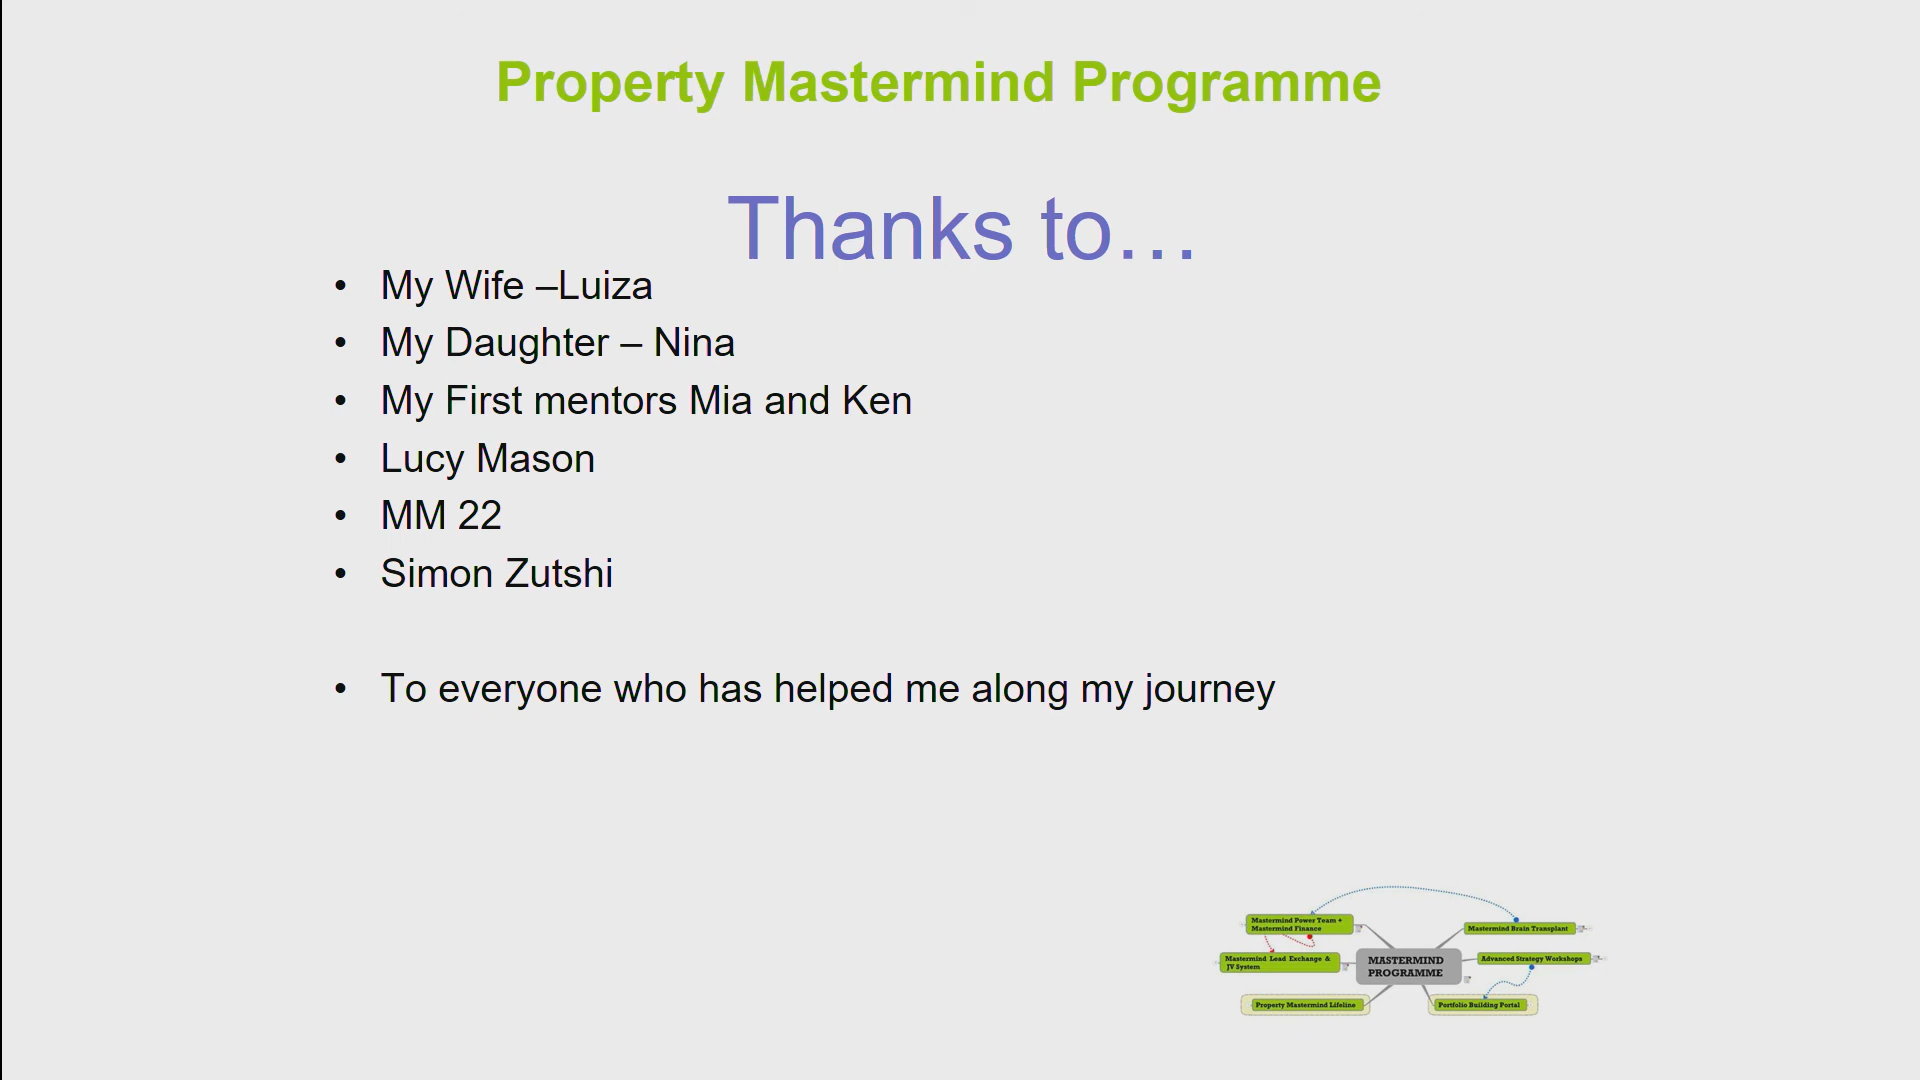 Property Mastermind Programme
Thanks to…
• My Wife –Luiza
• My Daughter – Nina
• My First mentors Mia and Ken
• Lucy Mason
• MM 22
• Simon Zutshi
• To everyone who has helped me along my journey
Mastermind Power Team +
Mastermind Finance
Mastermind Brain Transplant
Mastermind Lead Exchange &
JV System
MASTERMIND
PROGRAMME
Advanced Strategy Workshops
Property Mastermind Lifeline
Portfolio Building Portal